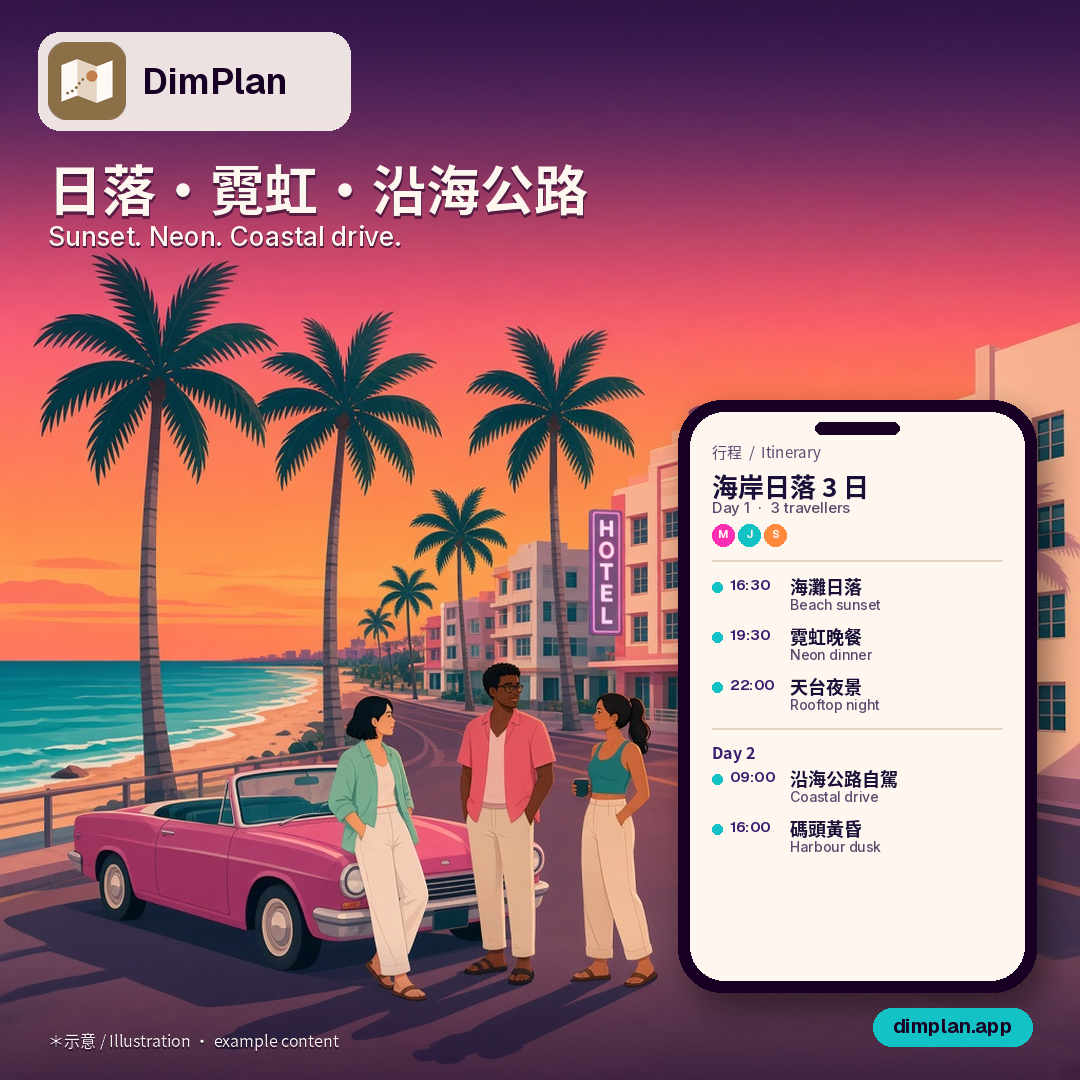 DimPlan
日落・霓虹・沿海公路
Sunset. Neon. Coastal drive.
HOTEL
行程 / Itinerary
海岸日落 3 日
Day 1 · 3 travellers
M J S
16:30 海灘日落
Beach sunset
19:30 霓虹晚餐
Neon dinner
22:00 天台夜景
Rooftop night
Day 2
09:00 沿海公路自駕
Coastal drive
16:00 碼頭黃昏
Harbour dusk
dimplan.app
＊示意 / Illustration · example content